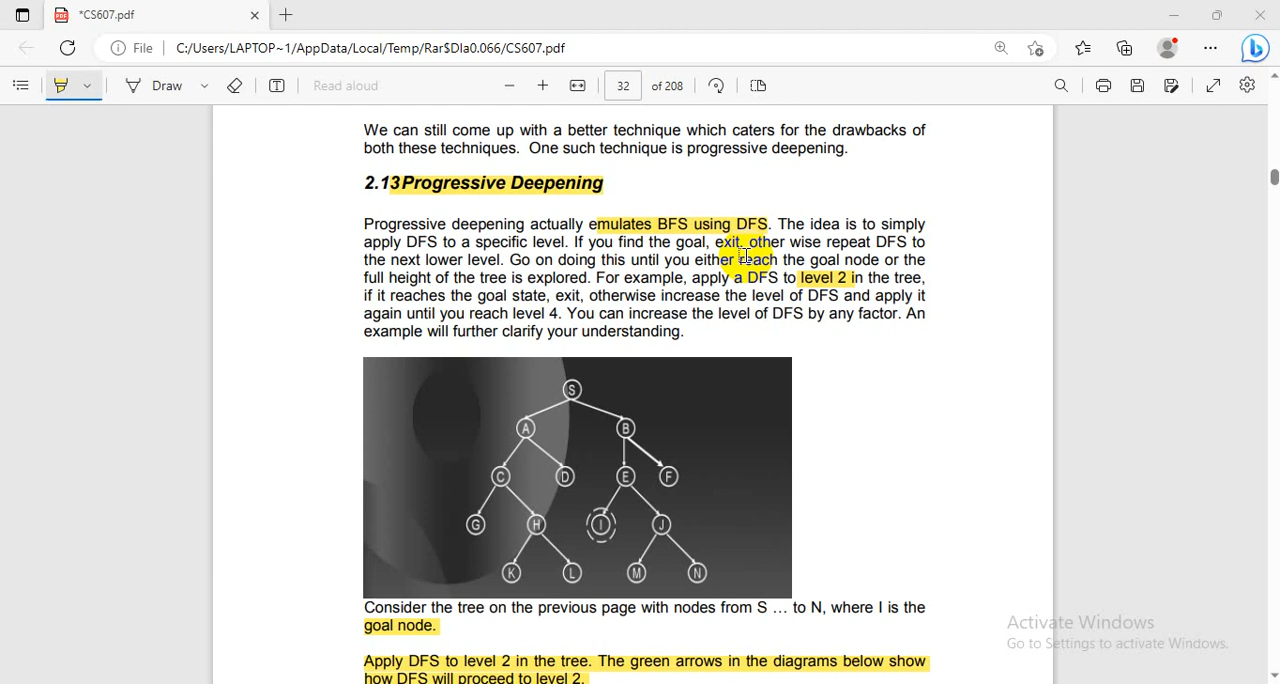 *CS607.pdf
File
C:/Users/LAPTOP~1/AppData/Local/Temp/Rar$DIa0.066/CS607.pdf
Draw
Read aloud
32
of 208
We can still come up with a better technique which caters for the drawbacks of
both these techniques. One such technique is progressive deepening.
2.13Progressive Deepening
Progressive deepening actually emulates BFS using DFS. The idea is to simply
apply DFS to a specific level. If you find the goal, exit, other wise repeat DFS to
the next lower level. Go on doing this until you either reach the goal node or the
full height of the tree is explored. For example, apply a DFS to level 2 in the tree,
if it reaches the goal state, exit, otherwise increase the level of DFS and apply it
again until you reach level 4. You can increase the level of DFS by any factor. An
example will further clarify your understanding.
S
A B
C D E F
G H I J
K L M N
Consider the tree on the previous page with nodes from S … to N, where I is the
goal node.
Activate Windows
Go to Settings to activate Windows.
Apply DFS to level 2 in the tree. The green arrows in the diagrams below show
how DFS will proceed to level 2.